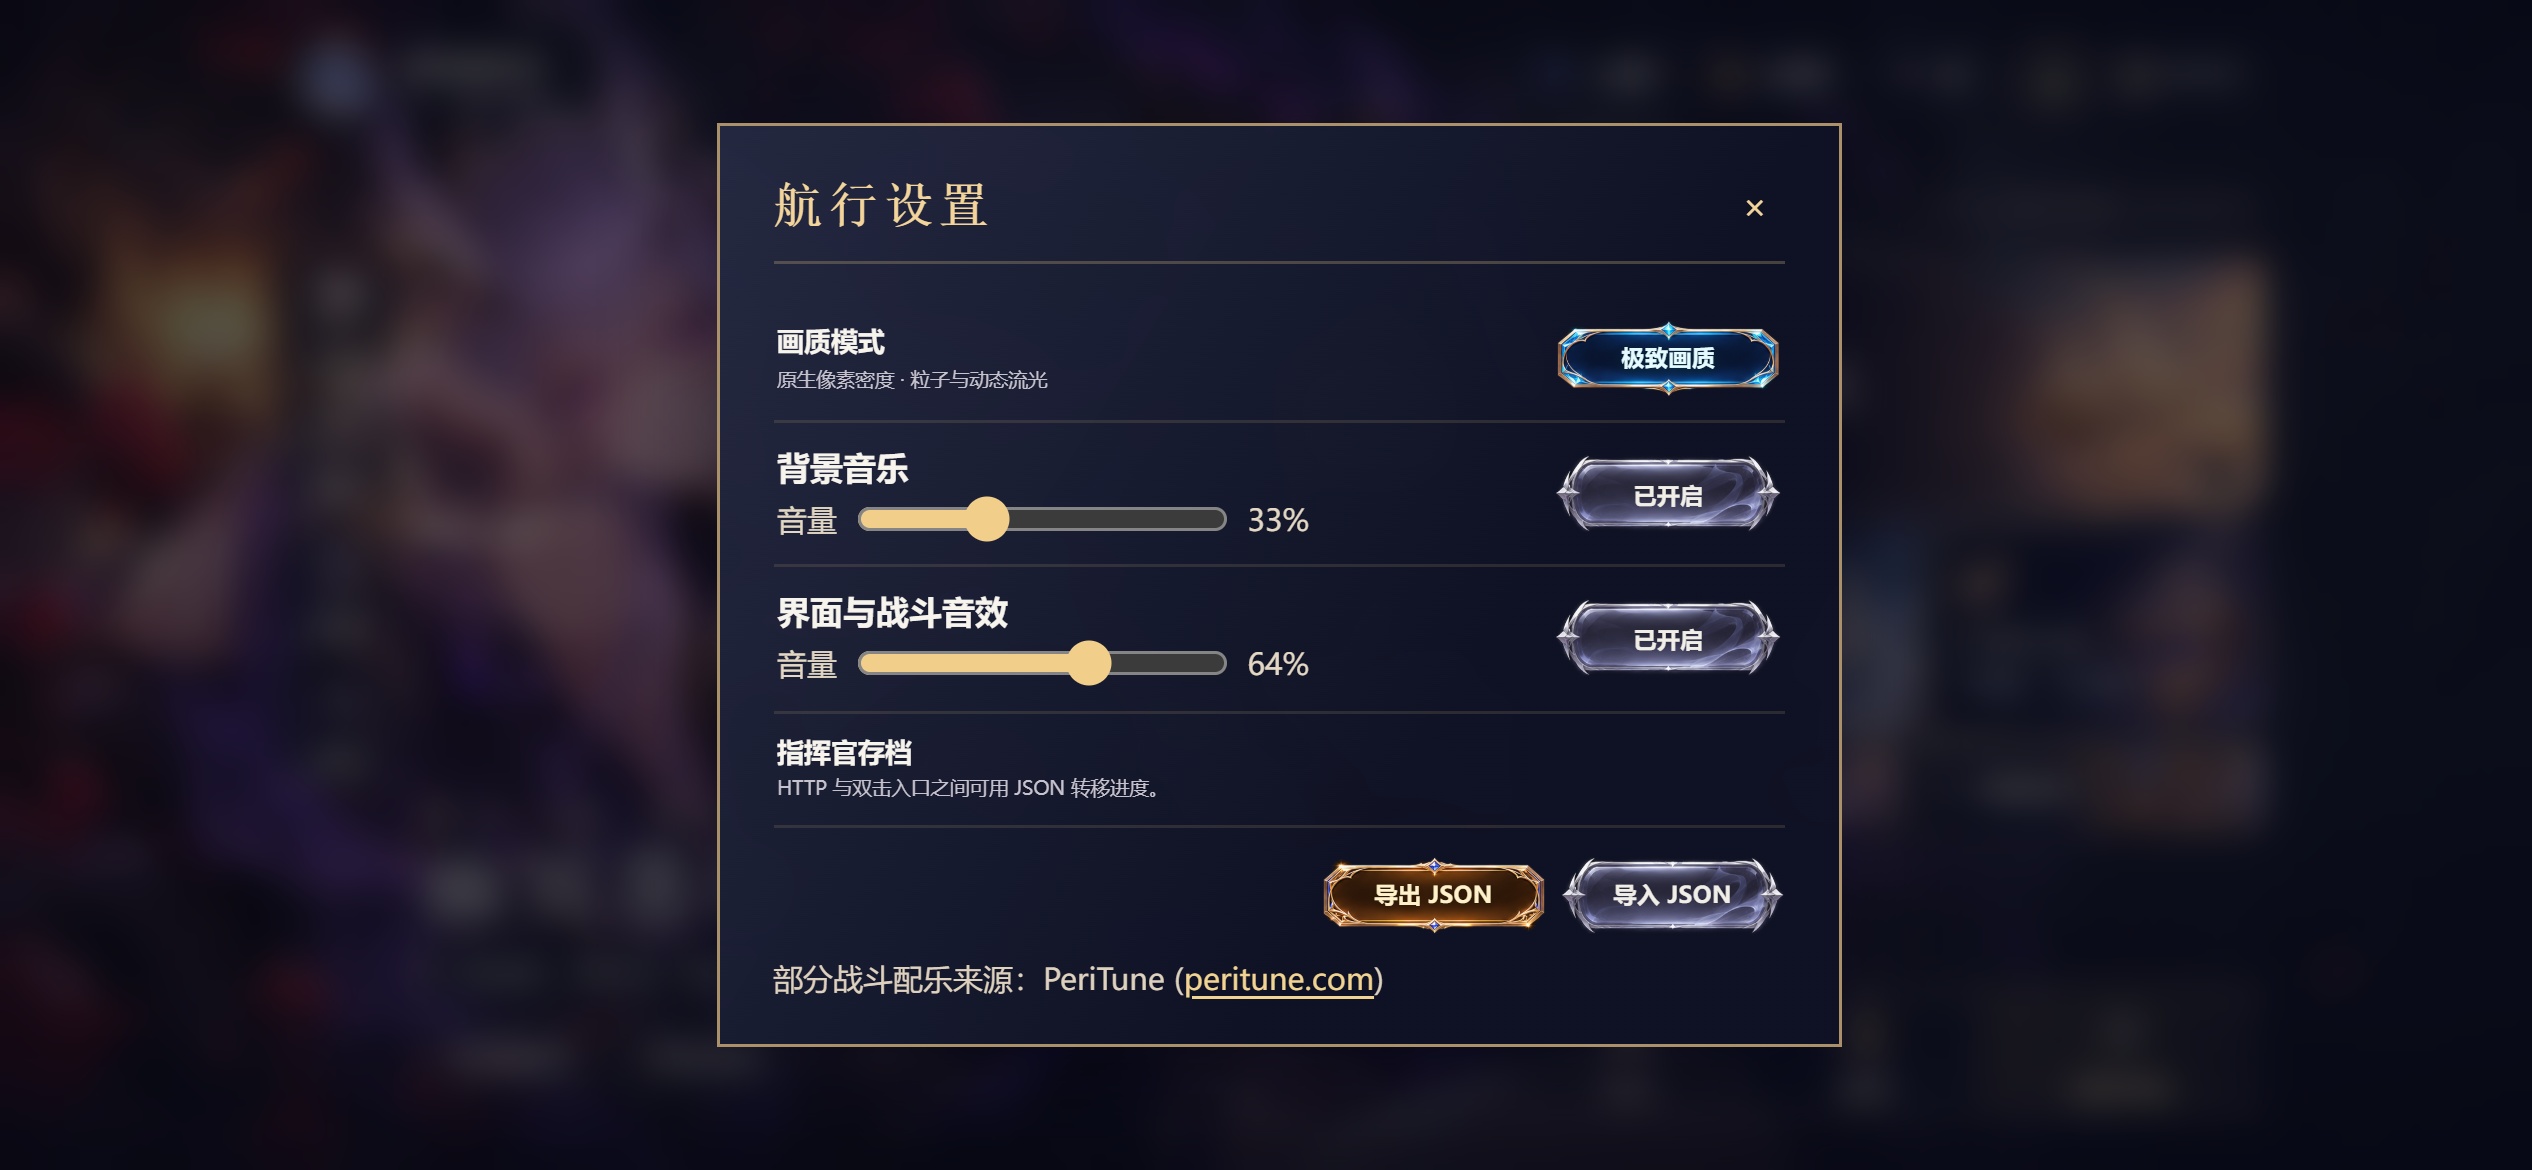 航行设置
×
画质模式
原生像素密度 · 粒子与动态流光
极致画质
背景音乐
音量 33%
已开启
界面与战斗音效
音量 64%
已开启
指挥官存档
HTTP 与双击入口之间可用 JSON 转移进度。
导出 JSON
导入 JSON
部分战斗配乐来源：PeriTune (peritune.com)